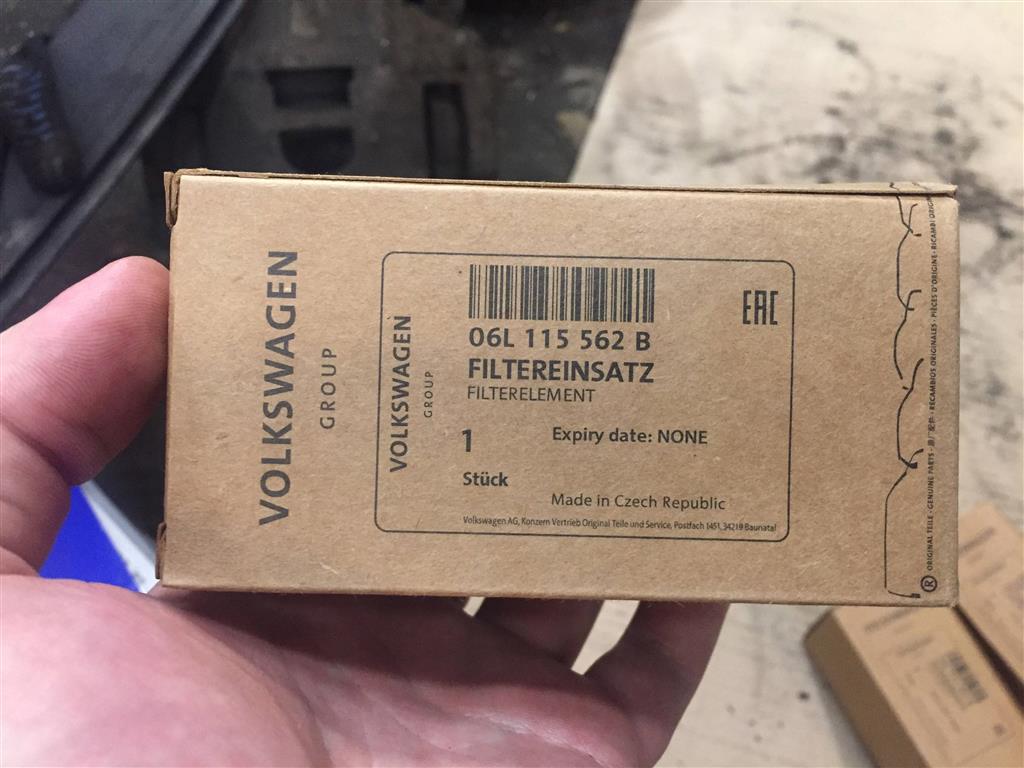 VOLKSWAGEN
GROUP
VOLKSWAGEN
GROUP
06L 115 562 B
FILTEREINSATZ
FILTERELEMENT
EAC
1
Stück
Expiry date: NONE
Made in Czech Republic
Volkswagen AG, Konzern Vertrieb Original Teile und Service, Postfach 1451, 34219 Baunatal
® ORIGINAL TEILE · GENUINE PARTS · RECAMBIOS ORIGINALES · PIÈCES D'ORIGINE · RICAMBI